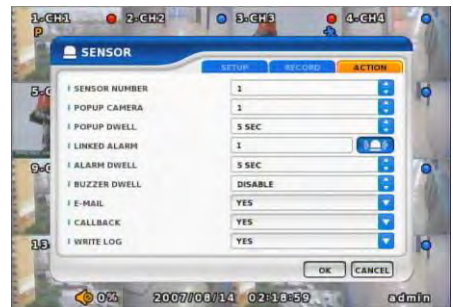 1-CH1 2-CH2 3-CH3 4-CH4
P
SENSOR
SETUP RECORD ACTION
SENSOR NUMBER 1
POPUP CAMERA 1
POPUP DWELL 5 SEC
LINKED ALARM 1
ALARM DWELL 5 SEC
BUZZER DWELL DISABLE
E-MAIL YES
CALLBACK YES
WRITE LOG YES
OK CANCEL
0% 2007/08/14 02:18:59 admin